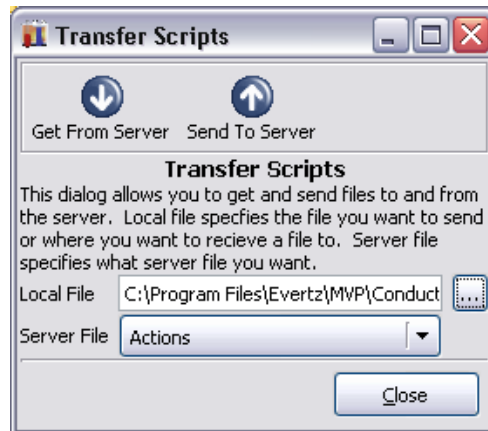 Transfer Scripts
Get From Server Send To Server
Transfer Scripts
This dialog allows you to get and send files to and from
the server. Local file specfies the file you want to send
or where you want to recieve a file to. Server file
specifies what server file you want.
Local File C:\Program Files\Evertz\MVP\Conduct ...
Server File Actions
Close